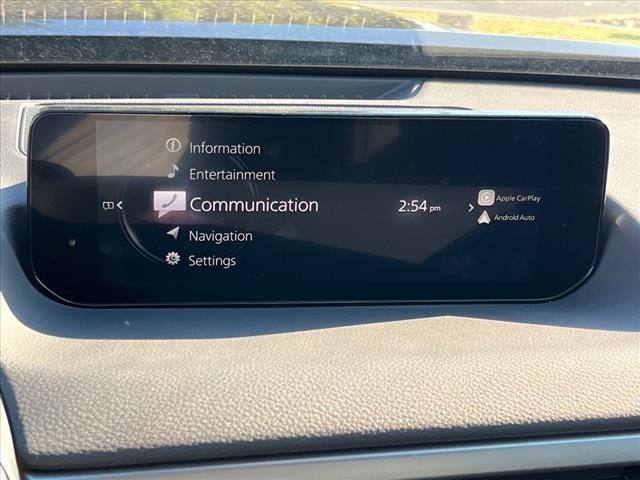 Information
Entertainment
Communication
2:54 pm
Apple CarPlay
Android Auto
Navigation
Settings